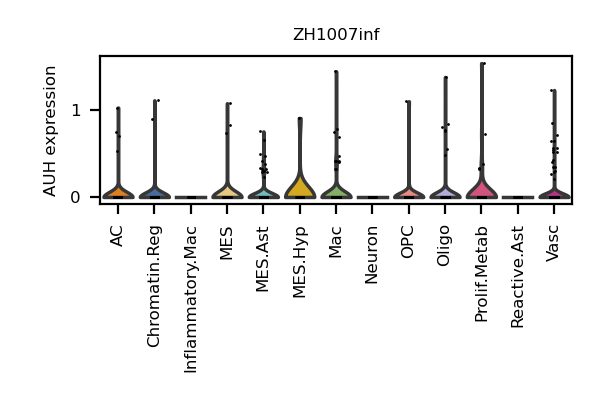 ZH1007inf
AUH expression
1
0
AC
Chromatin.Reg
Inflammatory.Mac
MES
MES.Ast
MES.Hyp
Mac
Neuron
OPC
Oligo
Prolif.Metab
Reactive.Ast
Vasc